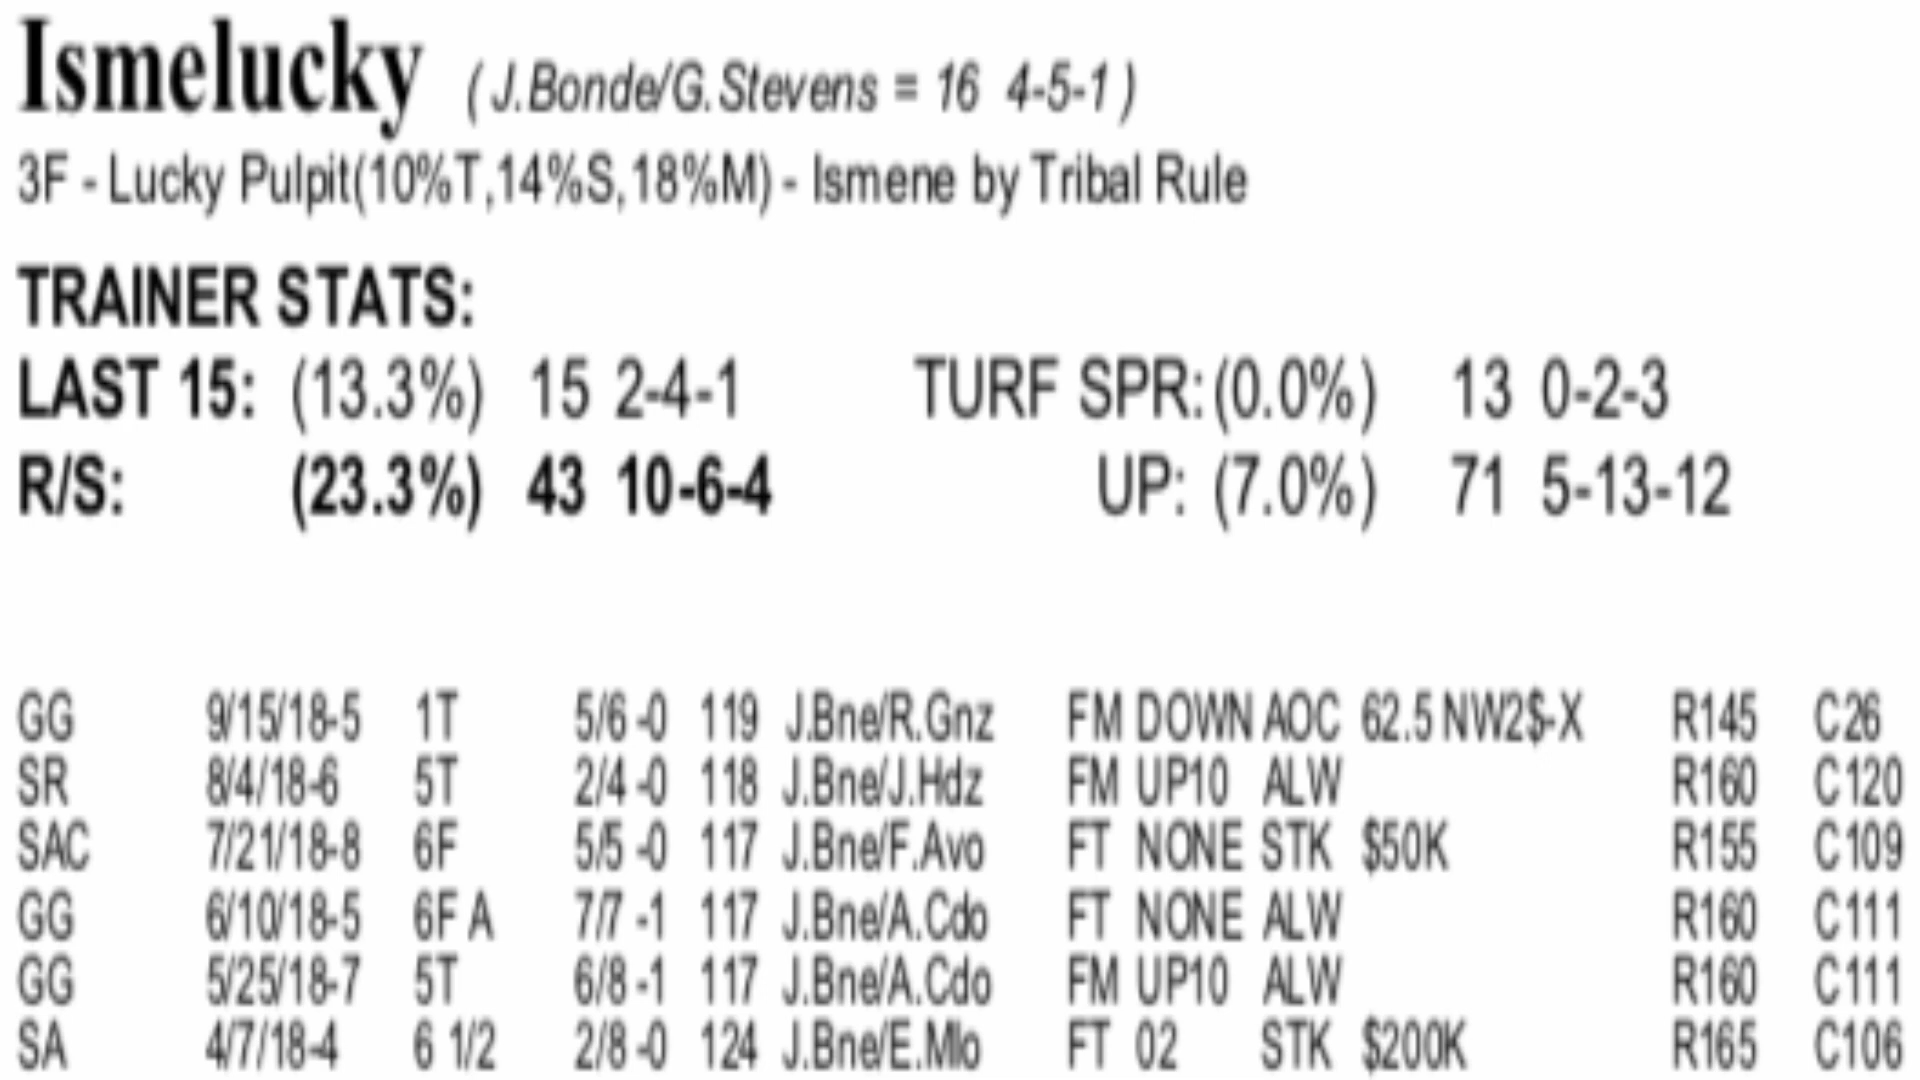 Ismelucky ( J.Bonde/G.Stevens = 16 4-5-1 )
3F - Lucky Pulpit(10%T,14%S,18%M) - Ismene by Tribal Rule
TRAINER STATS:
LAST 15: (13.3%) 15 2-4-1 TURF SPR: (0.0%) 13 0-2-3
R/S: (23.3%) 43 10-6-4 UP: (7.0%) 71 5-13-12
GG 9/15/18-5 1T 5/6 -0 119 J.Bne/R.Gnz FM DOWN AOC 62.5 NW2$-X R145 C26
SR 8/4/18-6 5T 2/4 -0 118 J.Bne/J.Hdz FM UP10 ALW R160 C120
SAC 7/21/18-8 6F 5/5 -0 117 J.Bne/F.Avo FT NONE STK $50K R155 C109
GG 6/10/18-5 6F A 7/7 -1 117 J.Bne/A.Cdo FT NONE ALW R160 C111
GG 5/25/18-7 5T 6/8 -1 117 J.Bne/A.Cdo FM UP10 ALW R160 C111
SA 4/7/18-4 6 1/2 2/8 -0 124 J.Bne/E.Mlo FT 02 STK $200K R165 C106